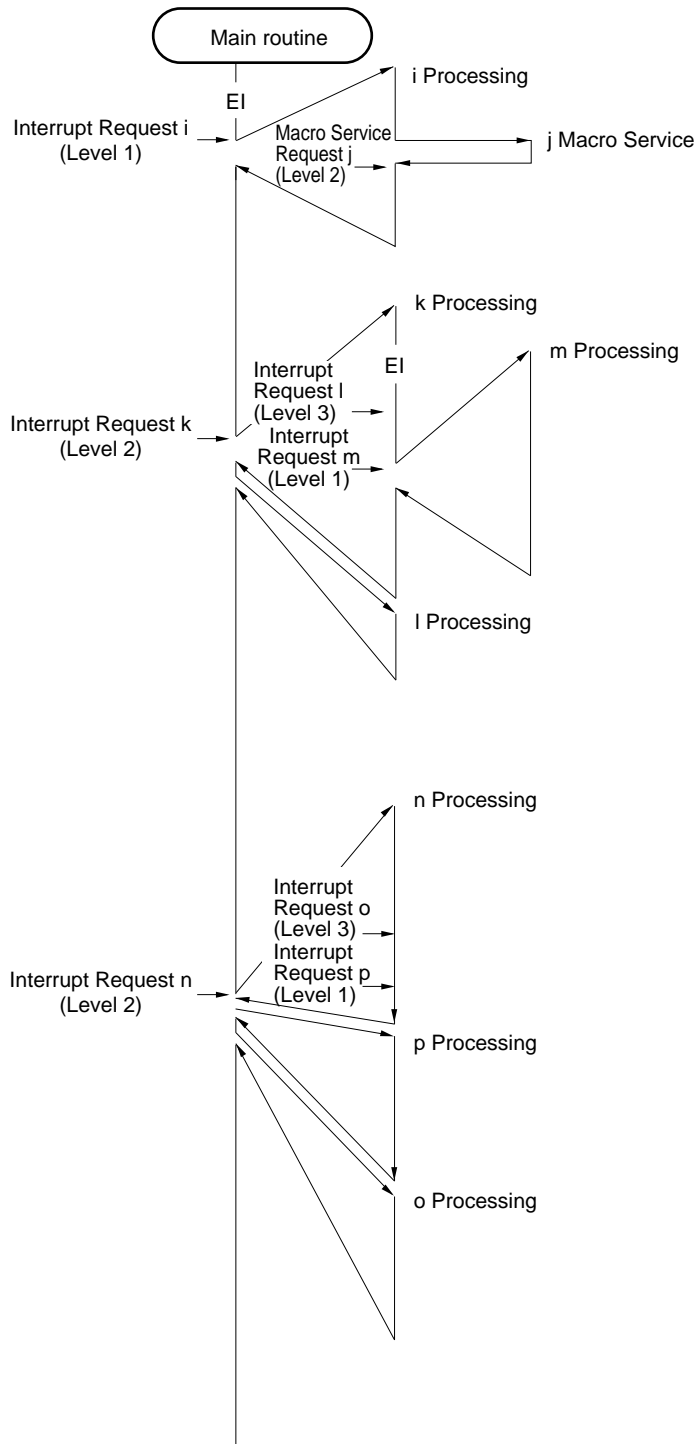 Main routine
i Processing
EI
Interrupt Request i
(Level 1)
Macro Service
Request j
(Level 2)
j Macro Service
k Processing
EI
m Processing
Interrupt
Request l
(Level 3)
Interrupt Request k
(Level 2)
Interrupt
Request m
(Level 1)
l Processing
n Processing
Interrupt
Request o
(Level 3)
Interrupt
Request p
(Level 1)
Interrupt Request n
(Level 2)
p Processing
o Processing